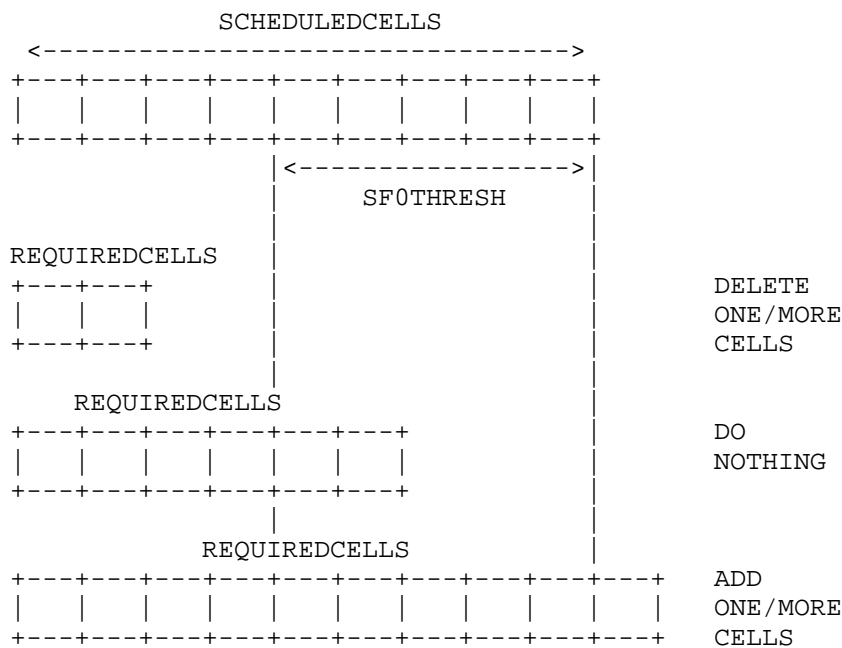 SCHEDULEDCELLS
SF0THRESH
REQUIREDCELLS
DELETE
ONE/MORE
CELLS
REQUIREDCELLS
DO
NOTHING
REQUIREDCELLS
ADD
ONE/MORE
CELLS